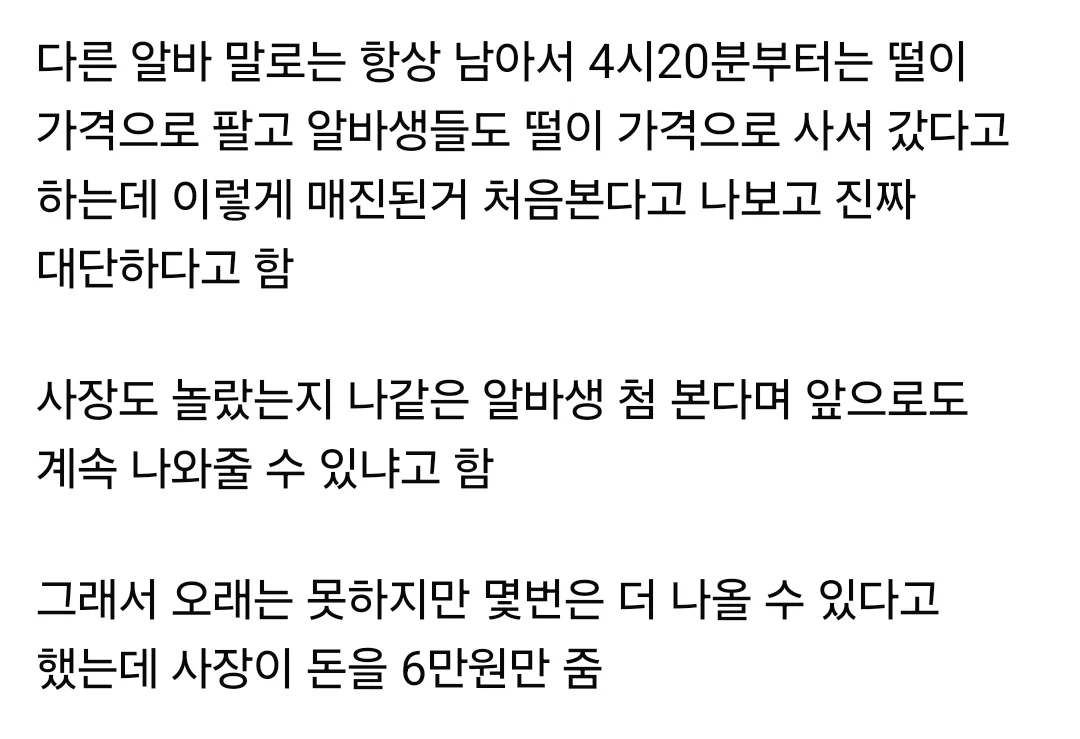 다른 알바 말로는 항상 남아서 4시20분부터는 떨이
가격으로 팔고 알바생들도 떨이 가격으로 사서 갔다고
하는데 이렇게 매진된거 처음본다고 나보고 진짜
대단하다고 함
사장도 놀랐는지 나같은 알바생 첨 본다며 앞으로도
계속 나와줄 수 있냐고 함
그래서 오래는 못하지만 몇번은 더 나올 수 있다고
했는데 사장이 돈을 6만원만 줌